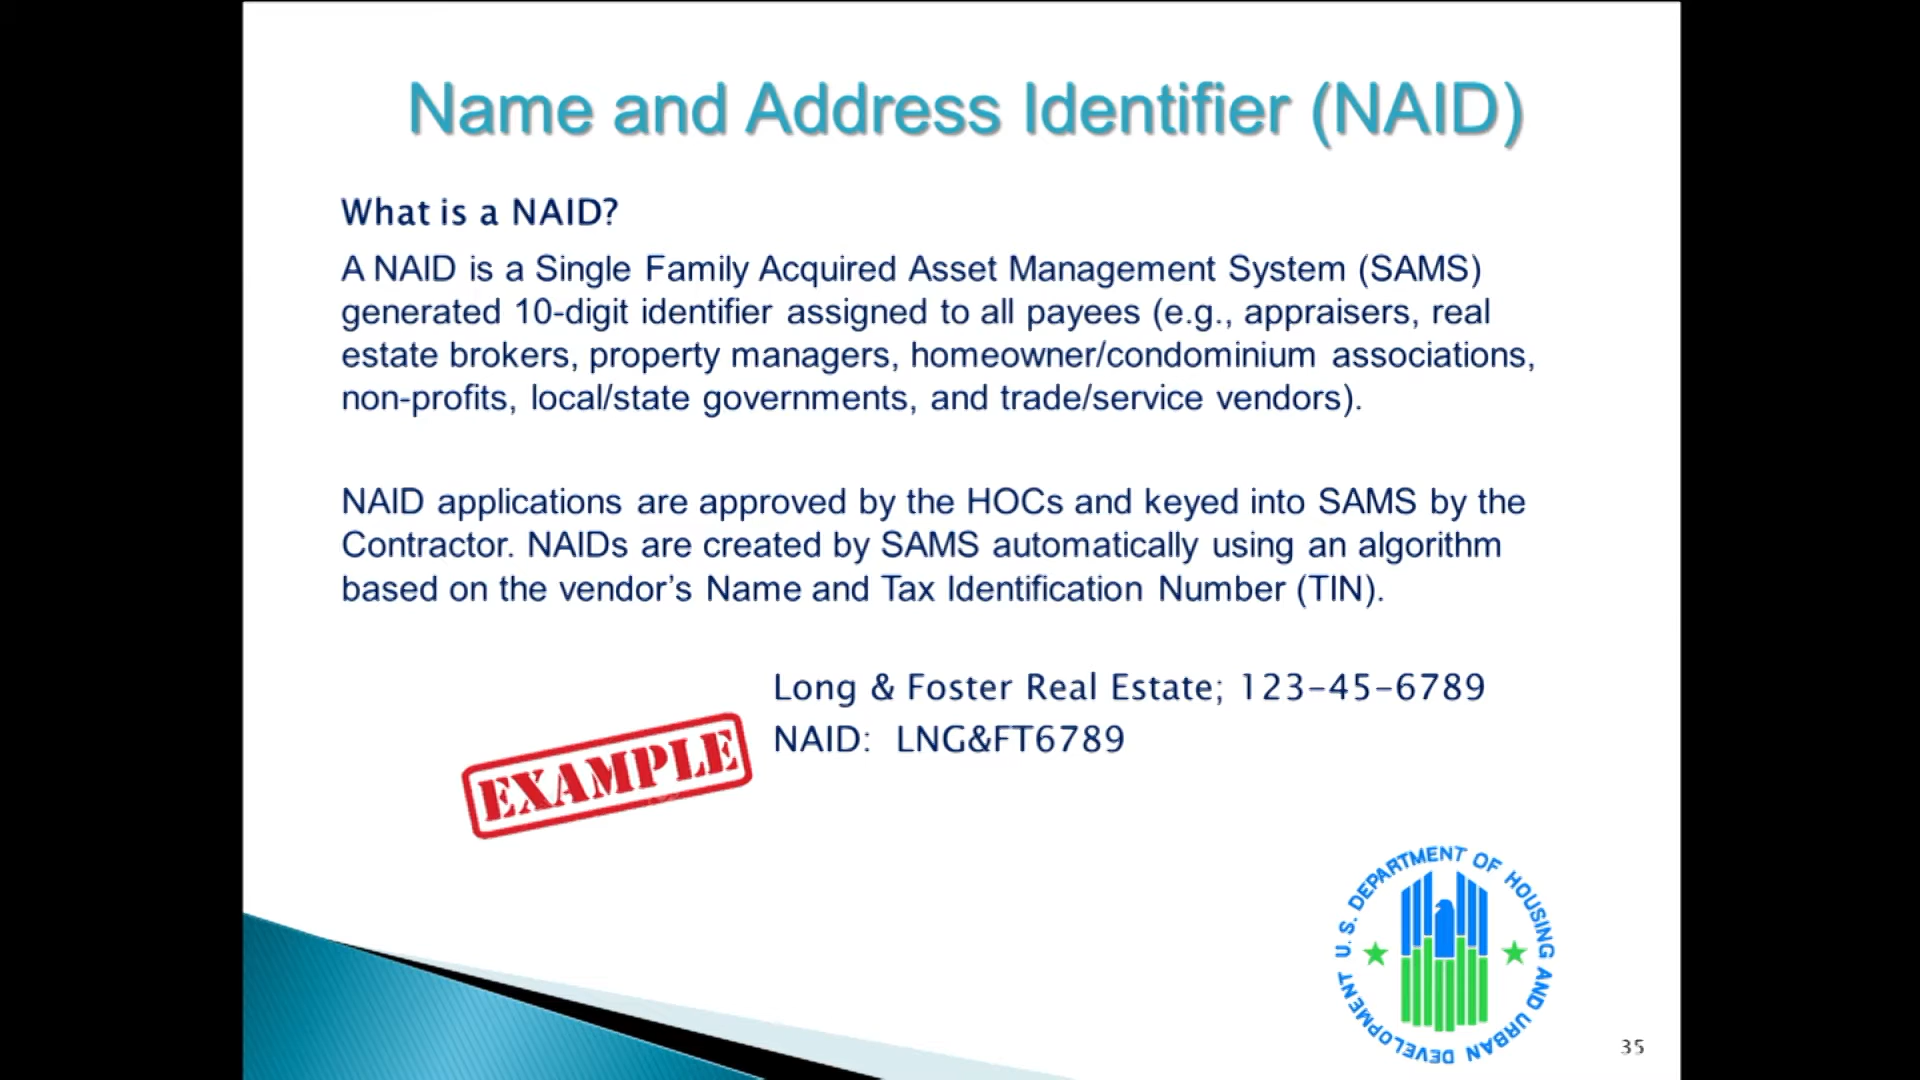 Name and Address Identifier (NAID)
What is a NAID?
A NAID is a Single Family Acquired Asset Management System (SAMS)
generated 10-digit identifier assigned to all payees (e.g., appraisers, real
estate brokers, property managers, homeowner/condominium associations,
non-profits, local/state governments, and trade/service vendors).
NAID applications are approved by the HOCs and keyed into SAMS by the
Contractor. NAIDs are created by SAMS automatically using an algorithm
based on the vendor’s Name and Tax Identification Number (TIN).
Long & Foster Real Estate; 123-45-6789
NAID: LNG&FT6789
EXAMPLE
U.S. DEPARTMENT OF HOUSING AND URBAN DEVELOPMENT
35